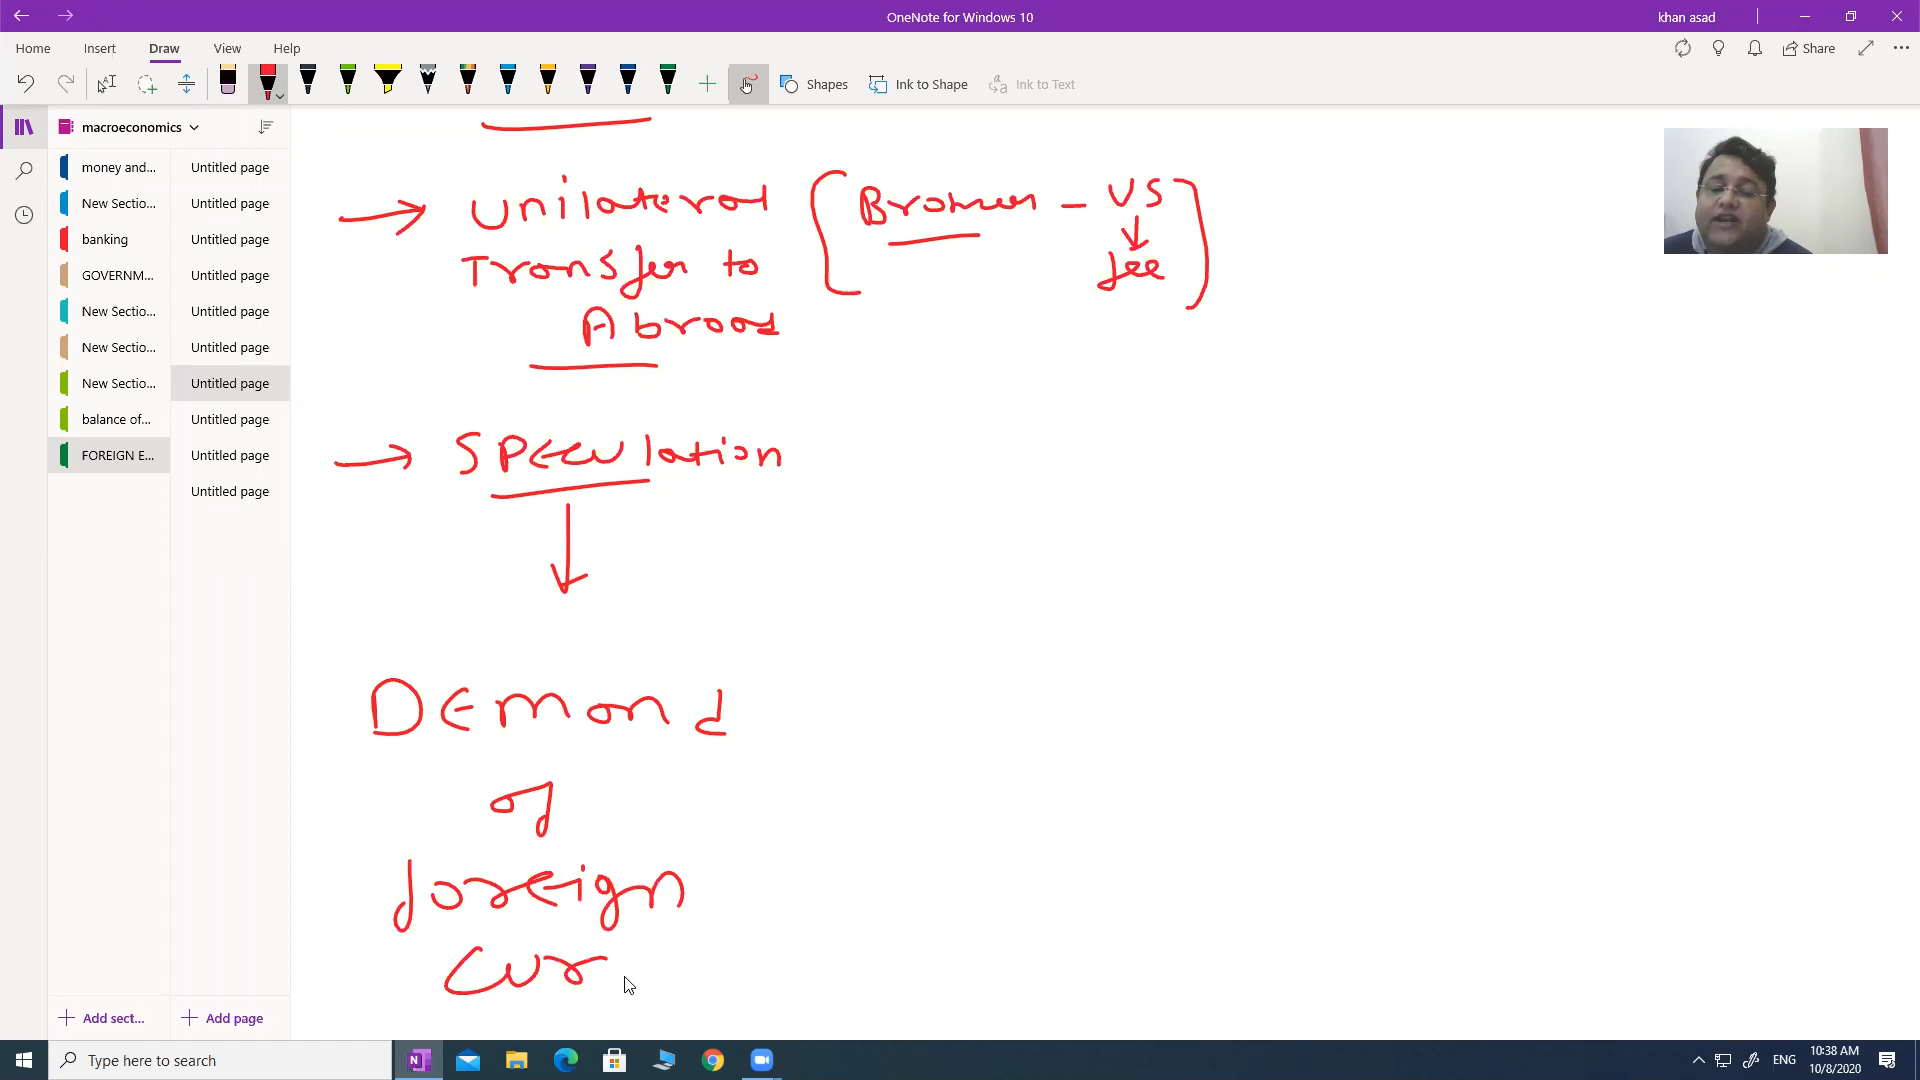 OneNote for Windows 10
khan asad
Home Insert Draw View Help
Share
Shapes Ink to Shape Ink to Text
macroeconomics
money and... Untitled page
New Sectio... Untitled page
banking Untitled page
GOVERNM... Untitled page
New Sectio... Untitled page
New Sectio... Untitled page
New Sectio... Untitled page
balance of... Untitled page
FOREIGN E... Untitled page
Untitled page
Add sect... Add page
Unilateral - US
Transfer to fee
Abroad
SPECulation
DEmand
of
foreign
Cur
Type here to search
ENG
10:38 AM
10/8/2020